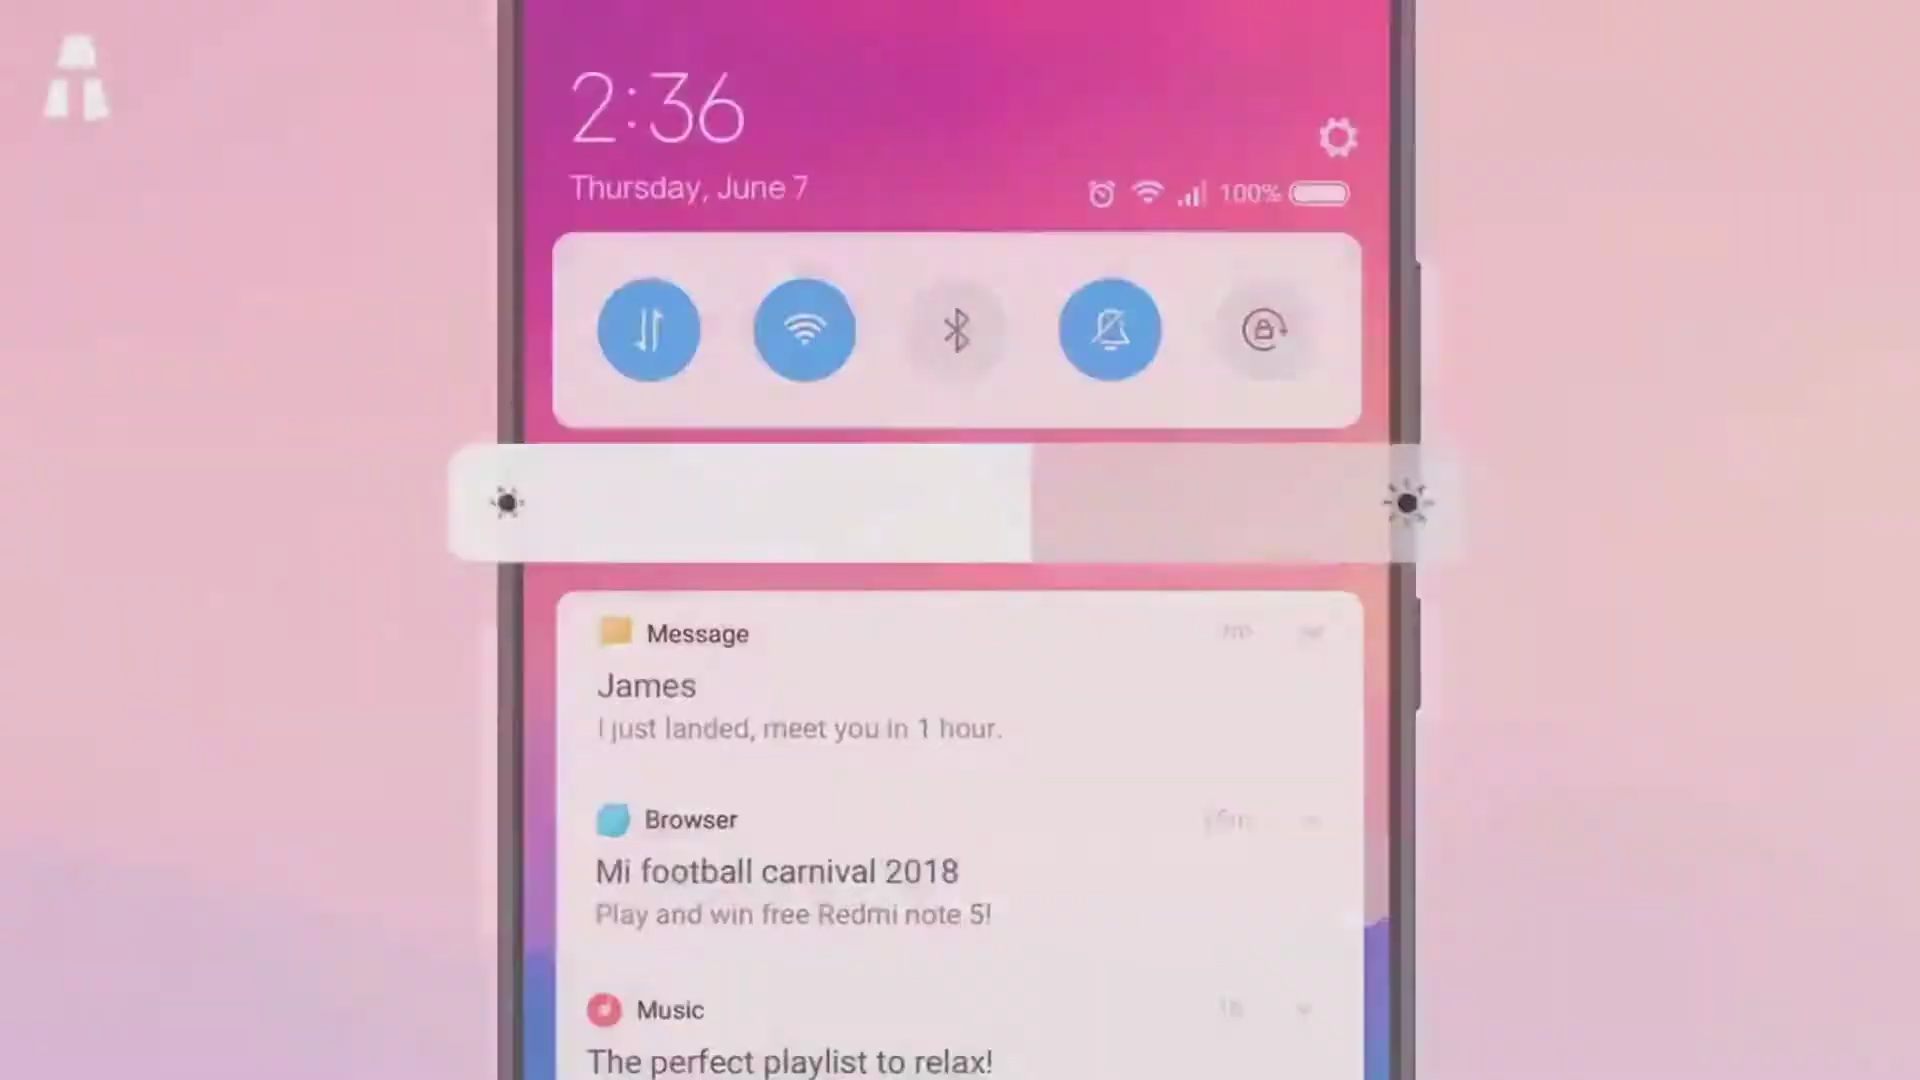 2:36
Thursday, June 7
100%
Message
James
I just landed, meet you in 1 hour.
Browser
Mi football carnival 2018
Play and win free Redmi note 5!
Music
The perfect playlist to relax!